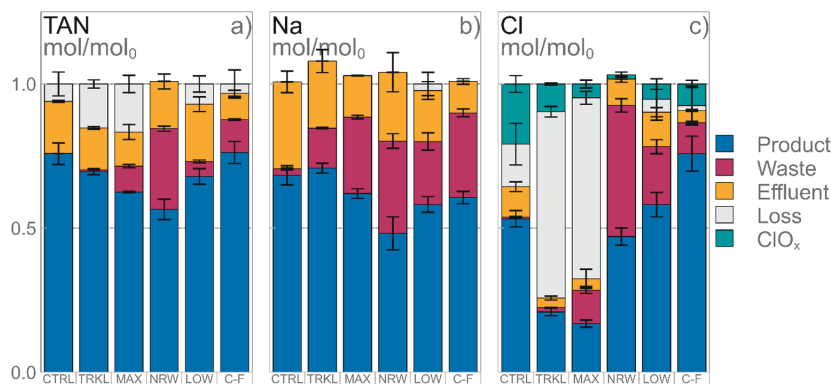 TAN a)
mol/mol0
Na b)
mol/mol0
Cl c)
mol/mol0
1.0
0.5
0.0
CTRL TRKL MAX NRW LOW C-F
CTRL TRKL MAX NRW LOW C-F
CTRL TRKL MAX NRW LOW C-F
Product
Waste
Effluent
Loss
ClOx